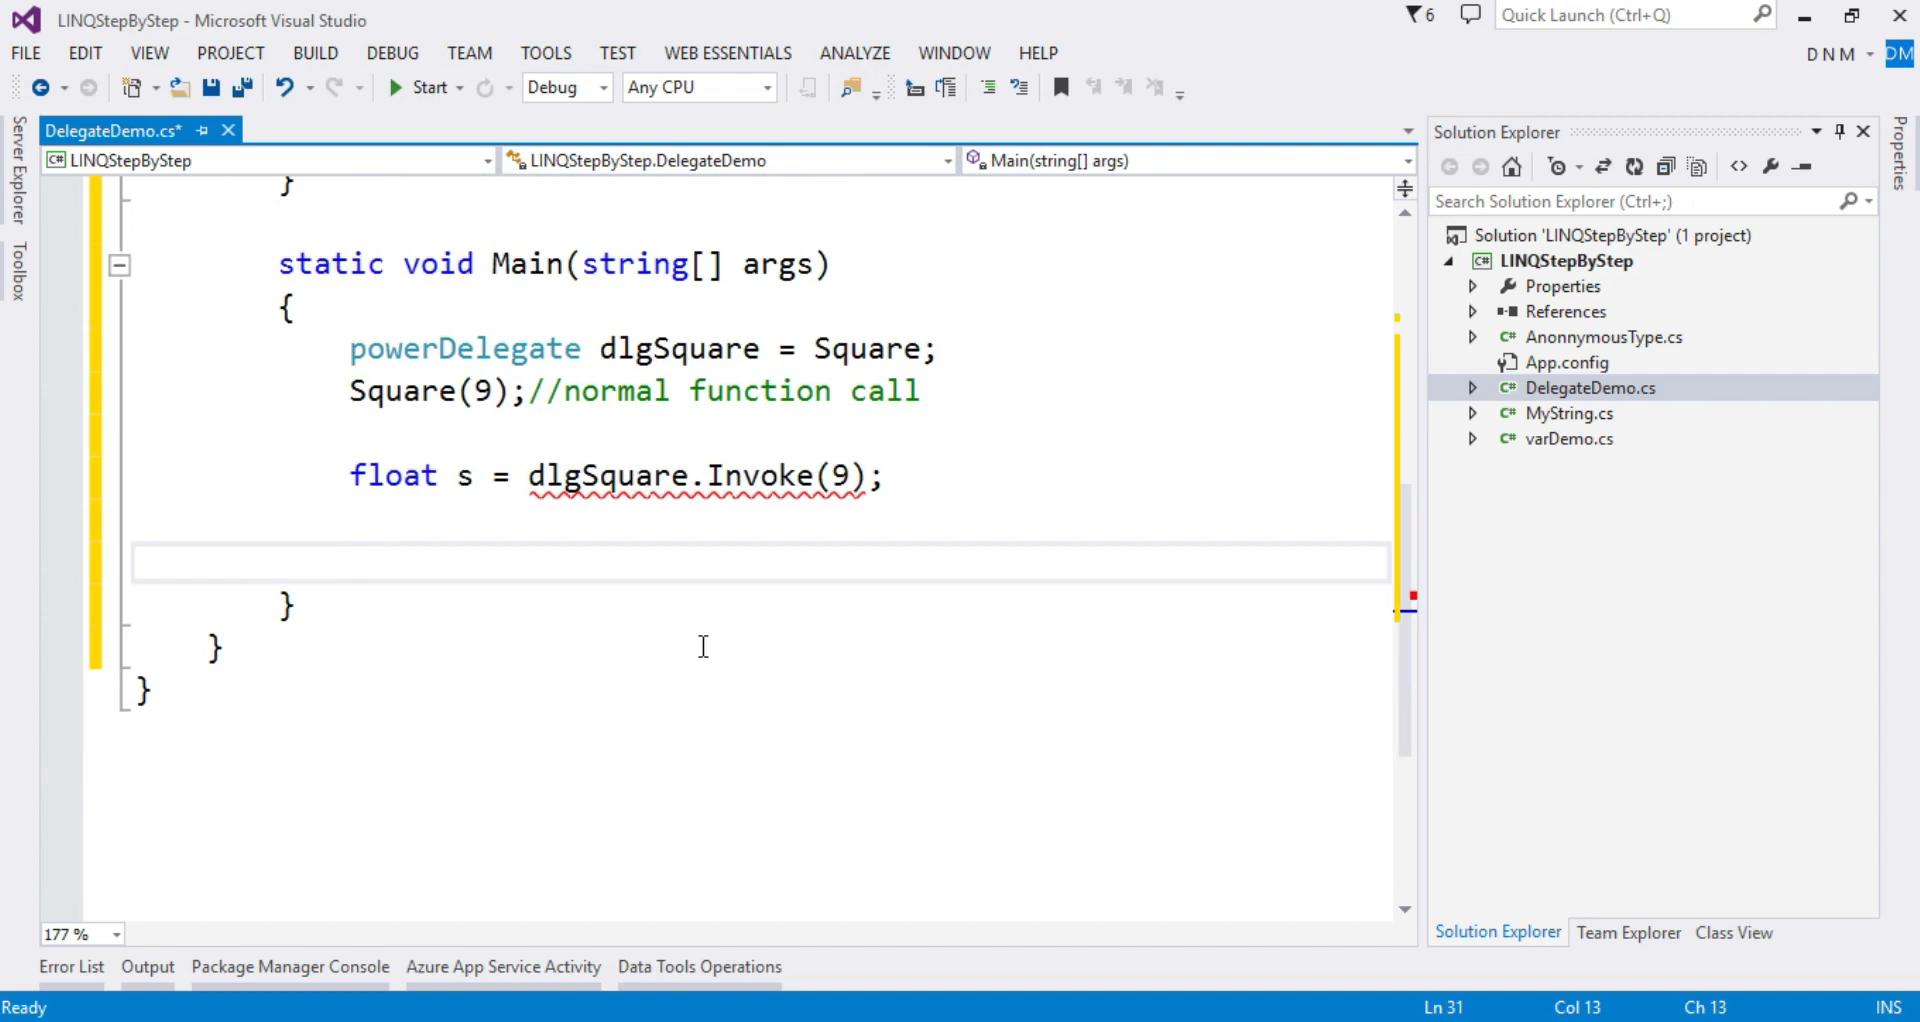 LINQStepByStep - Microsoft Visual Studio
6
Quick Launch (Ctrl+Q)
FILE EDIT VIEW PROJECT BUILD DEBUG TEAM TOOLS TEST WEB ESSENTIALS ANALYZE WINDOW HELP
D N M
DM
Start
Debug
Any CPU
Server Explorer
Toolbox
DelegateDemo.cs*
C# LINQStepByStep
LINQStepByStep.DelegateDemo
Main(string[] args)
}
static void Main(string[] args)
{
powerDelegate dlgSquare = Square;
Square(9);//normal function call
float s = dlgSquare.Invoke(9);
}
}
}
177 %
Solution Explorer
Search Solution Explorer (Ctrl+;)
Solution 'LINQStepByStep' (1 project)
C# LINQStepByStep
Properties
References
C# AnonnymousType.cs
App.config
C# DelegateDemo.cs
C# MyString.cs
C# varDemo.cs
Solution Explorer Team Explorer Class View
Properties
Error List Output Package Manager Console Azure App Service Activity Data Tools Operations
Ready
Ln 31 Col 13 Ch 13 INS